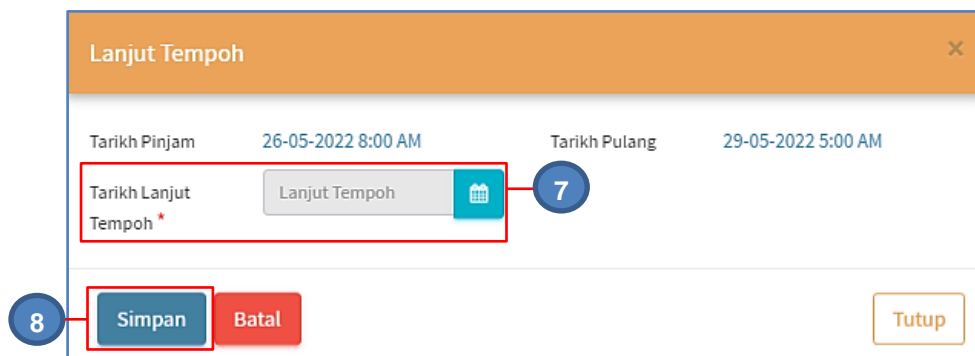 Lanjut Tempoh ×
Tarikh Pinjam 26-05-2022 8:00 AM Tarikh Pulang 29-05-2022 5:00 AM
Tarikh Lanjut
Tempoh *
Lanjut Tempoh
7
8
Simpan Batal Tutup